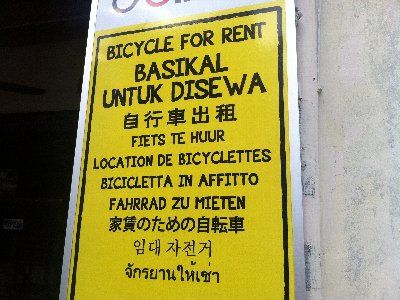 BICYCLE FOR RENT
BASIKAL
UNTUK DISEWA
自行車出租
FIETS TE HUUR
LOCATION DE BICYCLETTES
BICICLETTA IN AFFITTO
FAHRRAD ZU MIETEN
家賃のための自転車
임대 자전거
จักรยานให้เช่า